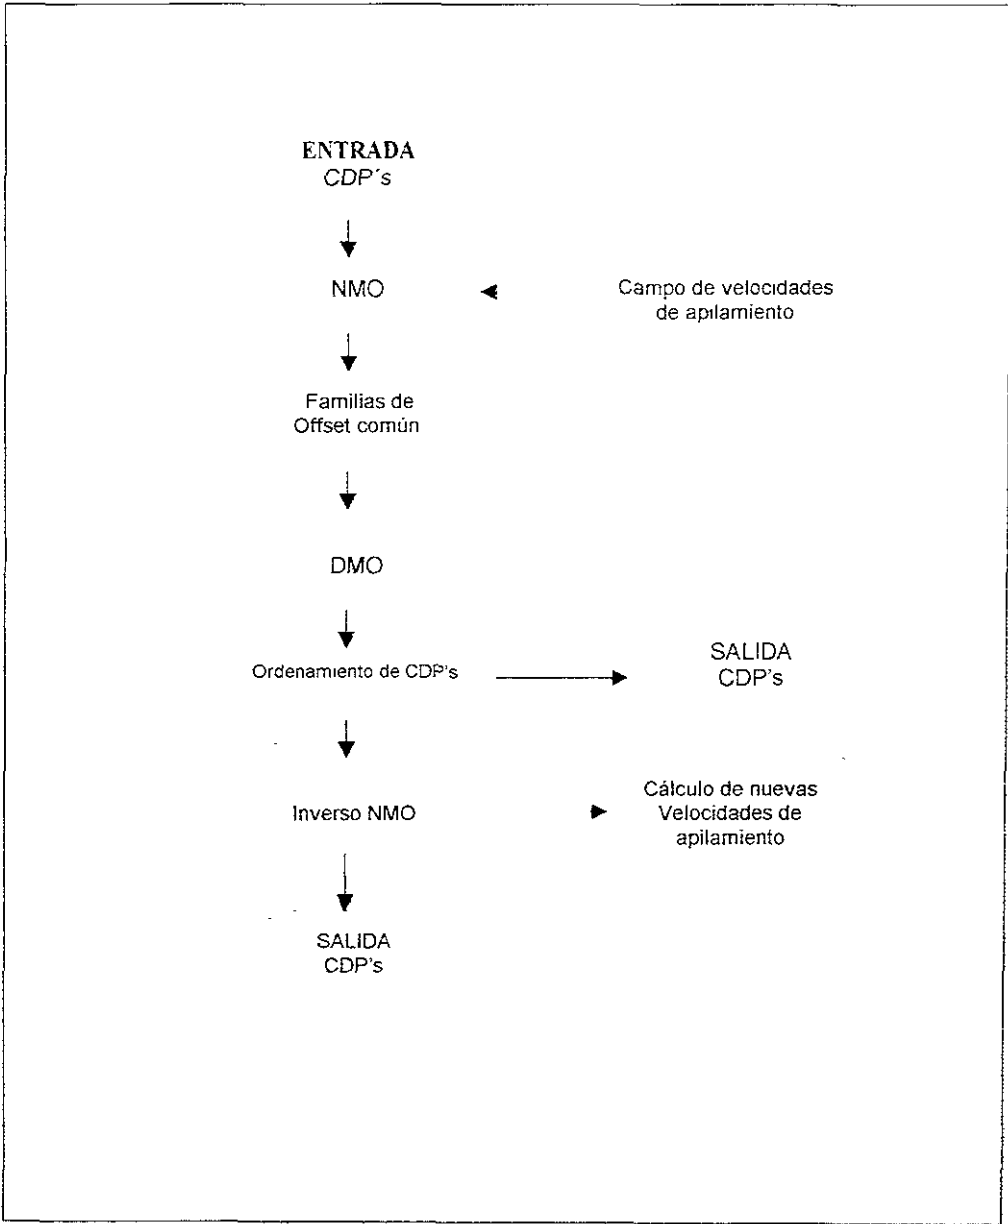 ENTRADA
CDP´s
NMO
Campo de velocidades
de apilamiento
Familias de
Offset común
DMO
Ordenamiento de CDP's
SALIDA
CDP's
Inverso NMO
Cálculo de nuevas
Velocidades de
apilamiento
SALIDA
CDP's